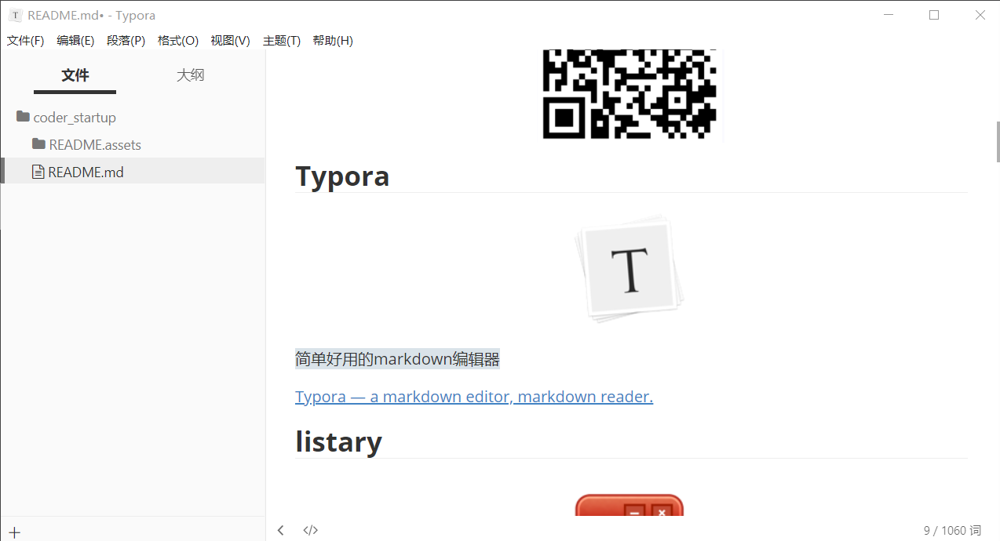 T README.md• - Typora
文件(F) 编辑(E) 段落(P) 格式(O) 视图(V) 主题(T) 帮助(H)
文件 大纲
coder_startup
README.assets
README.md
Typora
T
简单好用的markdown编辑器
Typora — a markdown editor, markdown reader.
listary
9 / 1060 词